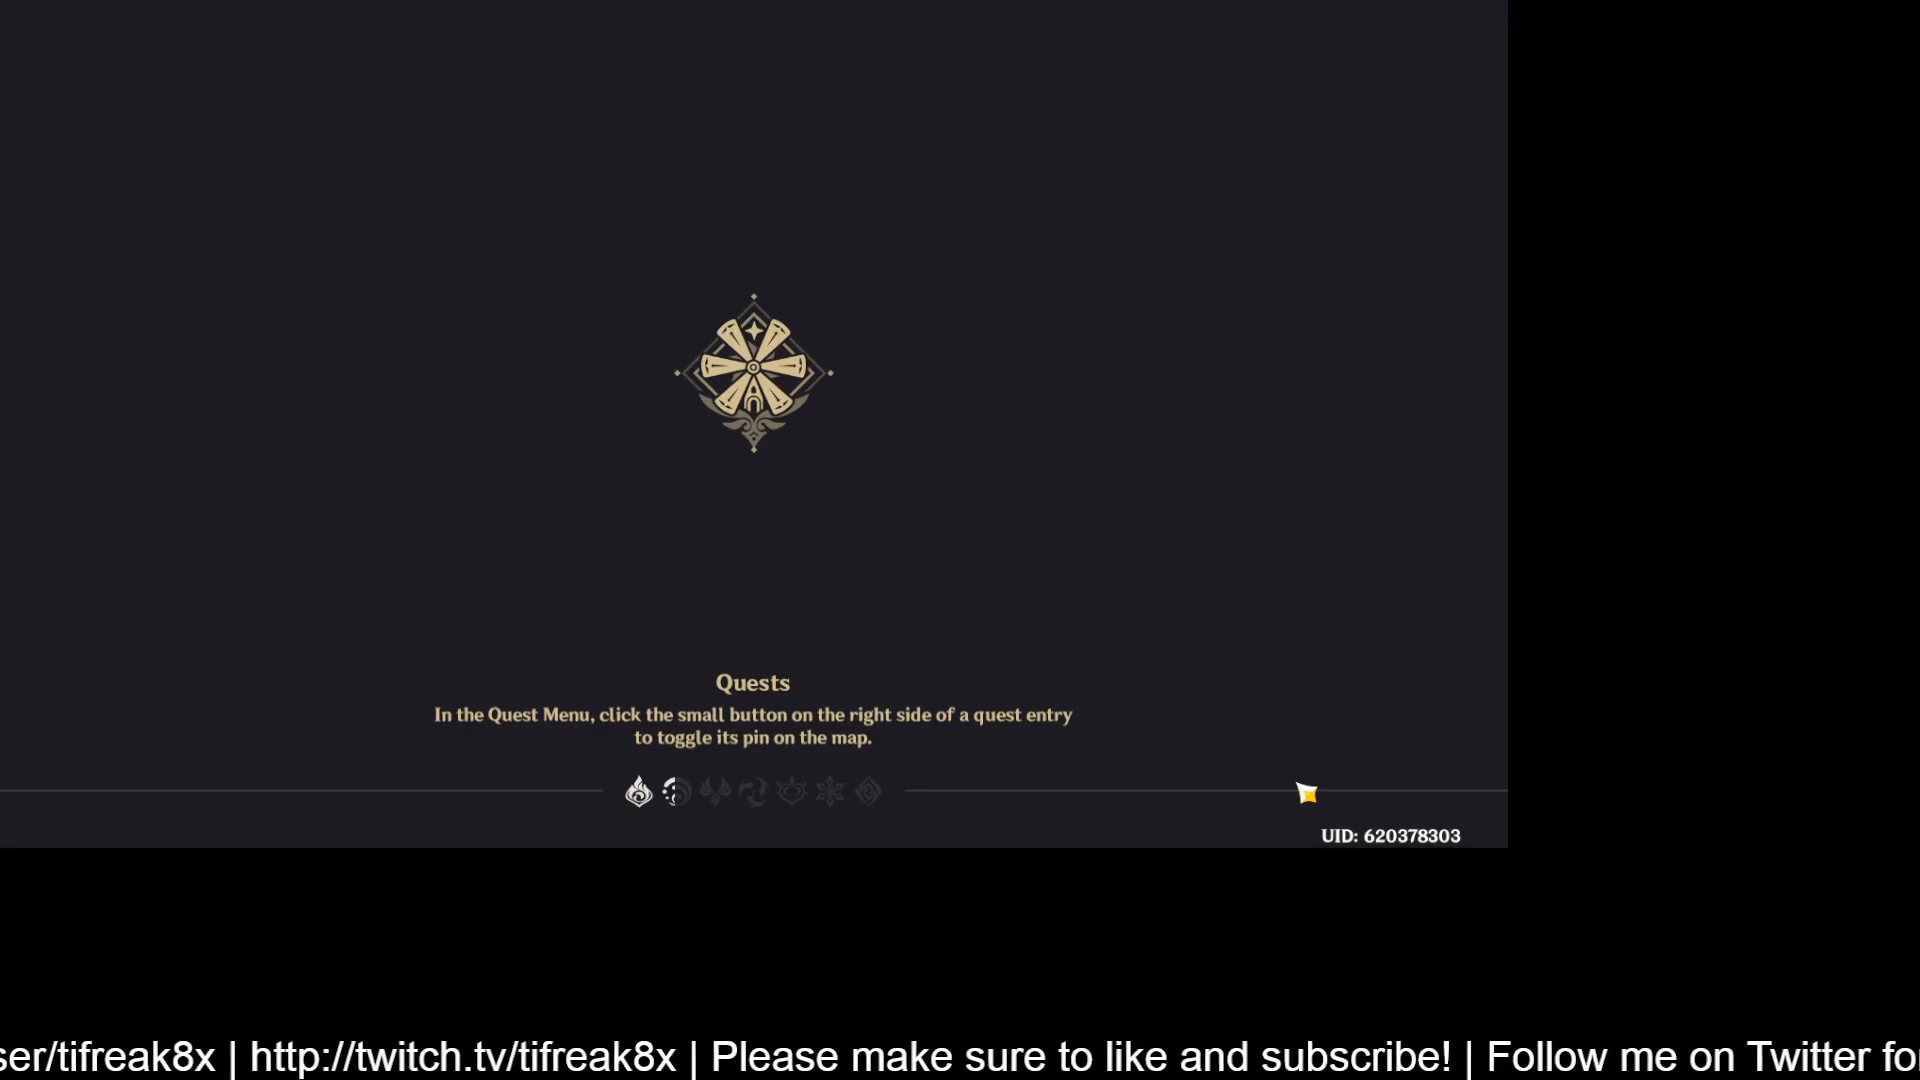 Quests
In the Quest Menu, click the small button on the right side of a quest entry
to toggle its pin on the map.
UID: 620378303
ser/tifreak8x | http://twitch.tv/tifreak8x | Please make sure to like and subscribe! | Follow me on Twitter fo